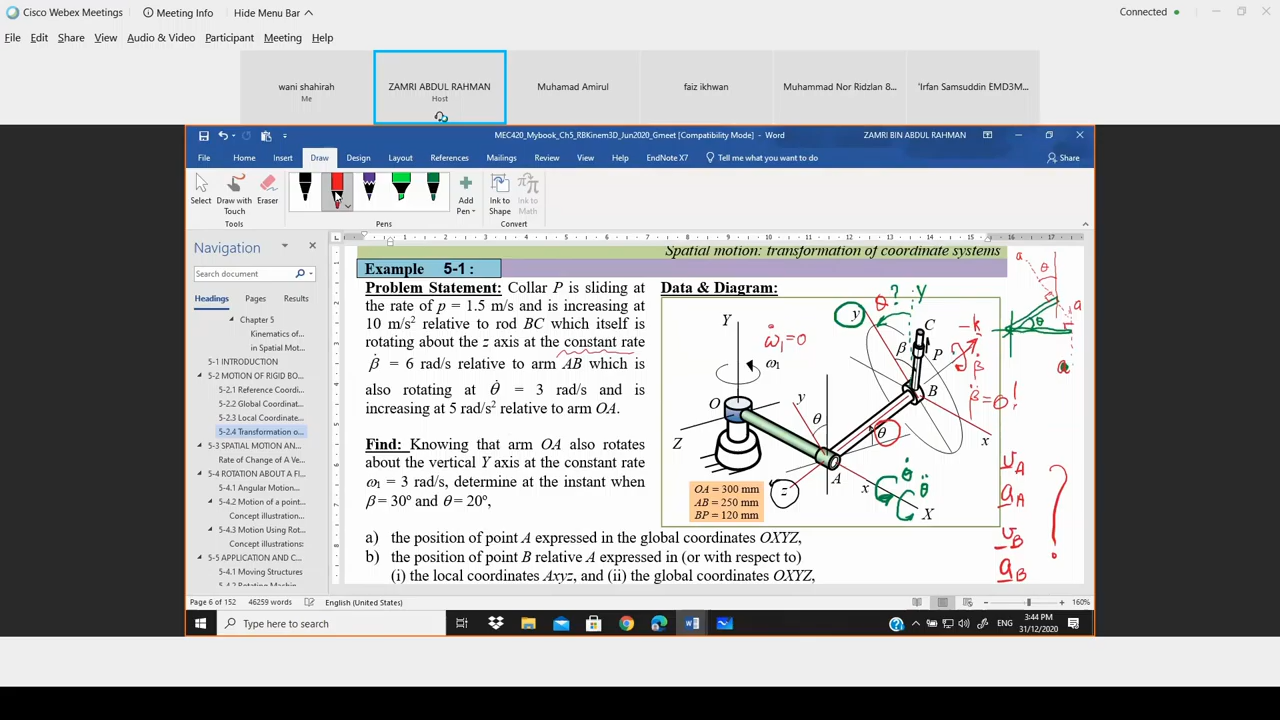 Cisco Webex Meetings
Meeting Info
Hide Menu Bar
Connected
File Edit Share View Audio & Video Participant Meeting Help
wani shahirah
Me
ZAMRI ABDUL RAHMAN
Host
Muhamad Amirul
faiz ikhwan
Muhammad Nor Ridzlan 8...
'Irfan Samsuddin EMD3M...
MEC420_Mybook_Ch5_RBKinem3D_Jun2020_Gmeet [Compatibility Mode] - Word
ZAMRI BIN ABDUL RAHMAN
File Home Insert Draw Design Layout References Mailings Review View Help EndNote X7 Tell me what you want to do
Share
Select
Draw with Touch
Eraser
Add Pen
Ink to Shape
Ink to Math
Tools
Pens
Convert
Navigation
Search document
Headings Pages Results
Chapter 5
Kinematics of
in Spatial Mot...
5-1 INTRODUCTION
5-2 MOTION OF RIGID BO...
5-2.1 Reference Coordi...
5-2.2 Global Coordinat...
5-2.3 Local Coordinate...
5-2.4 Transformation o...
5-3 SPATIAL MOTION AN...
Rate of Change of A Ve...
5-4 ROTATION ABOUT A FI...
5-4.1 Angular Motion...
5-4.2 Motion of a point...
Concept illustration...
5-4.3 Motion Using Rot...
Concept illustrations:
5-5 APPLICATION AND C...
5-4.1 Moving Structures
5-4.2 Rotating Machin...
Spatial motion: transformation of coordinate systems
Example 5-1 :
Problem Statement: Collar P is sliding at
the rate of p = 1.5 m/s and is increasing at
10 m/s² relative to rod BC which itself is
rotating about the z axis at the constant rate
β̇ = 6 rad/s relative to arm AB which is
also rotating at θ̇ = 3 rad/s and is
increasing at 5 rad/s² relative to arm OA.
Find: Knowing that arm OA also rotates
about the vertical Y axis at the constant rate
ω₁ = 3 rad/s, determine at the instant when
β = 30° and θ = 20°,
a) the position of point A expressed in the global coordinates OXYZ,
b) the position of point B relative A expressed in (or with respect to)
(i) the local coordinates Axyz, and (ii) the global coordinates OXYZ,
Data & Diagram:
Y
ω̇₁=0
ω₁
O
Z
y
θ
θ?
Y
y
C
β
P
B
-k
β̇
β̈=0!
x
θ
A
z
x
θ̇
θ̈
X
OA = 300 mm
AB = 250 mm
BP = 120 mm
a
θ
a
θ
a
v_A
a_A
v_B
a_B
?
Page 6 of 152
46259 words
English (United States)
160%
Type here to search
ENG
3:44 PM
31/12/2020